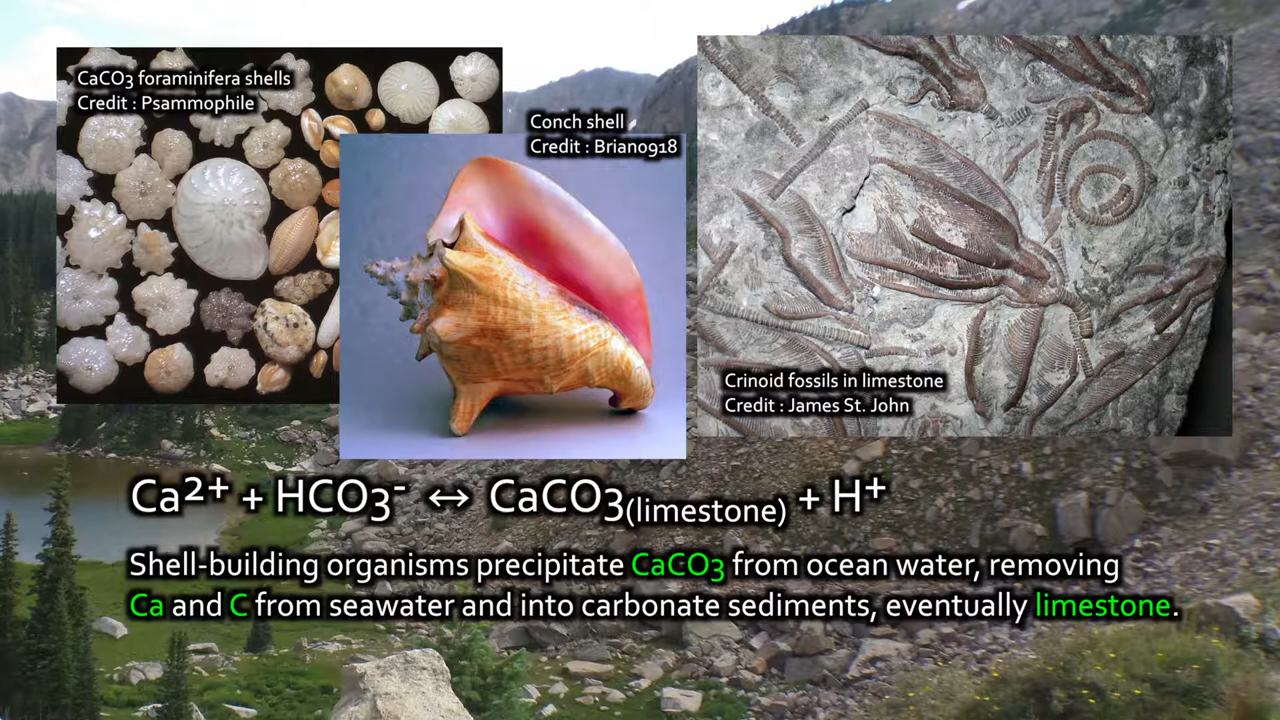 CaCO3 foraminifera shells
Credit : Psammophile
Conch shell
Credit : Brian0918
Crinoid fossils in limestone
Credit : James St. John
Ca²⁺ + HCO₃⁻ ↔ CaCO₃(limestone) + H⁺
Shell-building organisms precipitate CaCO3 from ocean water, removing
Ca and C from seawater and into carbonate sediments, eventually limestone.